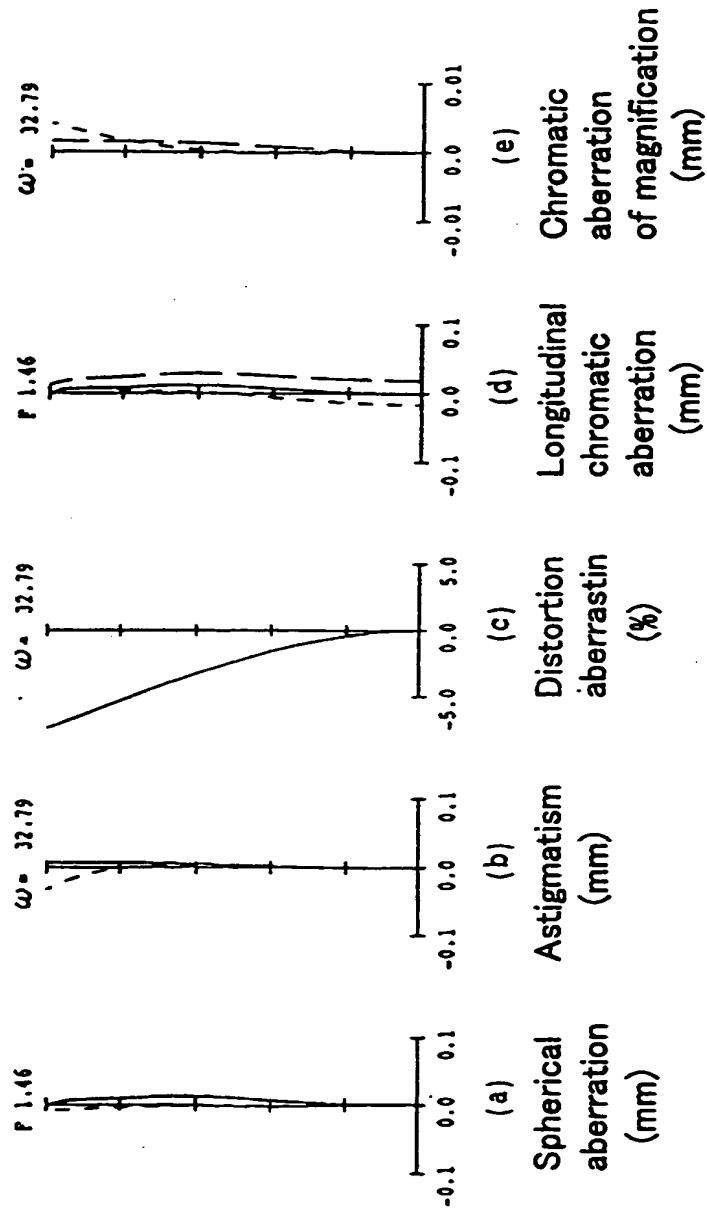 F 1.46
-0.1 0.0 0.1
(a)
Spherical
aberration
(mm)
ω= 32.79
-0.1 0.0 0.1
(b)
Astigmatism
(mm)
ω= 32.79
-5.0 0.0 5.0
(c)
Distortion
aberrastin
(%)
F 1.46
-0.1 0.0 0.1
(d)
Longitudinal
chromatic
aberration
(mm)
ω= 32.79
-0.01 0.0 0.01
(e)
Chromatic
aberration
of magnification
(mm)